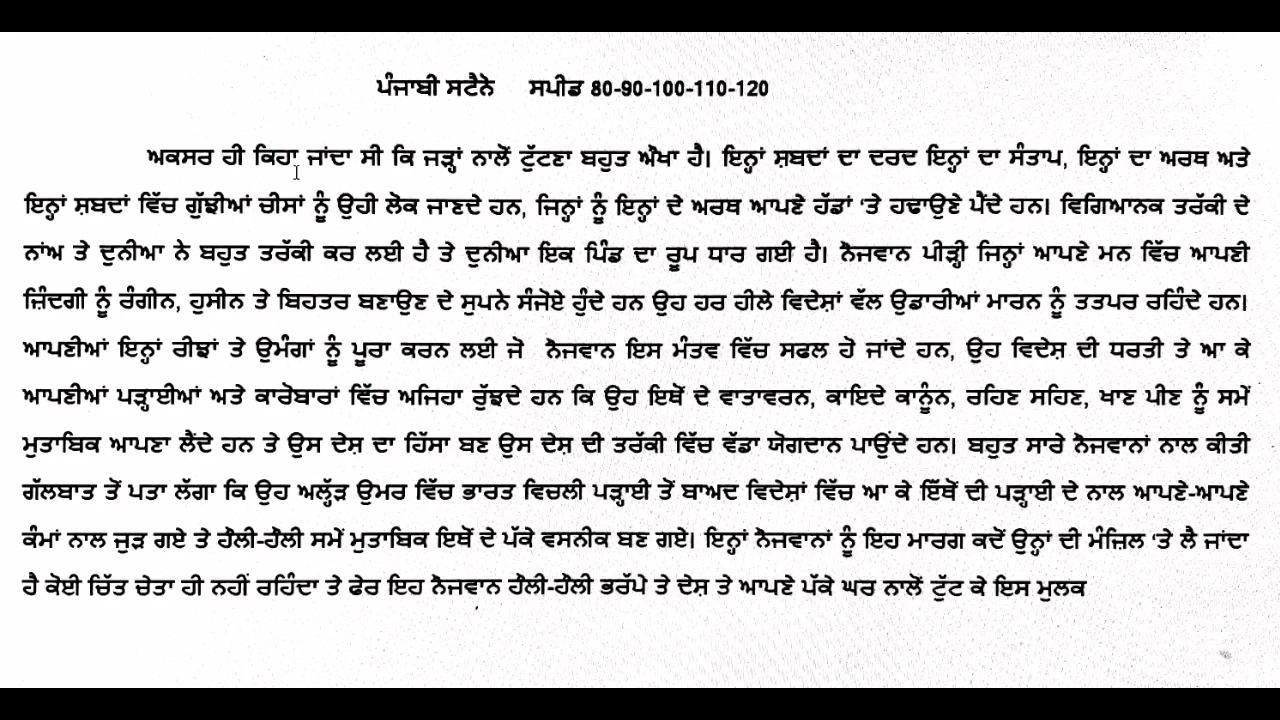 ਪੰਜਾਬੀ ਸਟੈਨੋ ਸਪੀਡ 80-90-100-110-120
ਅਕਸਰ ਹੀ ਕਿਹਾ ਜਾਂਦਾ ਸੀ ਕਿ ਜੜ੍ਹਾਂ ਨਾਲੋਂ ਟੁੱਟਣਾ ਬਹੁਤ ਔਖਾ ਹੈ। ਇਨ੍ਹਾਂ ਸ਼ਬਦਾਂ ਦਾ ਦਰਦ ਇਨ੍ਹਾਂ ਦਾ ਸੰਤਾਪ, ਇਨ੍ਹਾਂ ਦਾ ਅਰਥ ਅਤੇ
ਇਨ੍ਹਾਂ ਸ਼ਬਦਾਂ ਵਿੱਚ ਗੁੱਝੀਆਂ ਚੀਸਾਂ ਨੂੰ ਉਹੀ ਲੋਕ ਜਾਣਦੇ ਹਨ, ਜਿਨ੍ਹਾਂ ਨੂੰ ਇਨ੍ਹਾਂ ਦੇ ਅਰਥ ਆਪਣੇ ਹੱਡਾਂ 'ਤੇ ਹਢਾਉਣੇ ਪੈਂਦੇ ਹਨ। ਵਿਗਿਆਨਕ ਤਰੱਕੀ ਦੇ
ਨਾਂਅ ਤੇ ਦੁਨੀਆ ਨੇ ਬਹੁਤ ਤਰੱਕੀ ਕਰ ਲਈ ਹੈ ਤੇ ਦੁਨੀਆ ਇਕ ਪਿੰਡ ਦਾ ਰੂਪ ਧਾਰ ਗਈ ਹੈ। ਨੌਜਵਾਨ ਪੀੜ੍ਹੀ ਜਿਨ੍ਹਾਂ ਆਪਣੇ ਮਨ ਵਿੱਚ ਆਪਣੀ
ਜ਼ਿੰਦਗੀ ਨੂੰ ਰੰਗੀਨ, ਹੁਸੀਨ ਤੇ ਬਿਹਤਰ ਬਣਾਉਣ ਦੇ ਸੁਪਨੇ ਸੰਜੋਏ ਹੁੰਦੇ ਹਨ ਉਹ ਹਰ ਹੀਲੇ ਵਿਦੇਸ਼ਾਂ ਵੱਲ ਉਡਾਰੀਆਂ ਮਾਰਨ ਨੂੰ ਤਤਪਰ ਰਹਿੰਦੇ ਹਨ।
ਆਪਣੀਆਂ ਇਨ੍ਹਾਂ ਰੀਝਾਂ ਤੇ ਉਮੰਗਾਂ ਨੂੰ ਪੂਰਾ ਕਰਨ ਲਈ ਜੋ ਨੌਜਵਾਨ ਇਸ ਮੰਤਵ ਵਿੱਚ ਸਫਲ ਹੋ ਜਾਂਦੇ ਹਨ, ਉਹ ਵਿਦੇਸ਼ ਦੀ ਧਰਤੀ ਤੇ ਆ ਕੇ
ਆਪਣੀਆਂ ਪੜ੍ਹਾਈਆਂ ਅਤੇ ਕਾਰੋਬਾਰਾਂ ਵਿੱਚ ਅਜਿਹਾ ਰੁੱਝਦੇ ਹਨ ਕਿ ਉਹ ਇਥੋਂ ਦੇ ਵਾਤਾਵਰਨ, ਕਾਇਦੇ ਕਾਨੂੰਨ, ਰਹਿਣ ਸਹਿਣ, ਖਾਣ ਪੀਣ ਨੂੰ ਸਮੇਂ
ਮੁਤਾਬਿਕ ਆਪਣਾ ਲੈਂਦੇ ਹਨ ਤੇ ਉਸ ਦੇਸ਼ ਦਾ ਹਿੱਸਾ ਬਣ ਉਸ ਦੇਸ਼ ਦੀ ਤਰੱਕੀ ਵਿੱਚ ਵੱਡਾ ਯੋਗਦਾਨ ਪਾਉਂਦੇ ਹਨ। ਬਹੁਤ ਸਾਰੇ ਨੌਜਵਾਨਾਂ ਨਾਲ ਕੀਤੀ
ਗੱਲਬਾਤ ਤੋਂ ਪਤਾ ਲੱਗਾ ਕਿ ਉਹ ਅਲ੍ਹੱੜ ਉਮਰ ਵਿੱਚ ਭਾਰਤ ਵਿਚਲੀ ਪੜ੍ਹਾਈ ਤੋਂ ਬਾਅਦ ਵਿਦੇਸ਼ਾਂ ਵਿੱਚ ਆ ਕੇ ਇੱਥੋਂ ਦੀ ਪੜ੍ਹਾਈ ਦੇ ਨਾਲ ਆਪਣੇ-ਆਪਣੇ
ਕੰਮਾਂ ਨਾਲ ਜੁੜ ਗਏ ਤੇ ਹੌਲੀ-ਹੌਲੀ ਸਮੇਂ ਮੁਤਾਬਿਕ ਇਥੋਂ ਦੇ ਪੱਕੇ ਵਸਨੀਕ ਬਣ ਗਏ। ਇਨ੍ਹਾਂ ਨੌਜਵਾਨਾਂ ਨੂੰ ਇਹ ਮਾਰਗ ਕਦੋਂ ਉਨ੍ਹਾਂ ਦੀ ਮੰਜ਼ਿਲ 'ਤੇ ਲੈ ਜਾਂਦਾ
ਹੈ ਕੋਈ ਚਿੱਤ ਚੇਤਾ ਹੀ ਨਹੀਂ ਰਹਿੰਦਾ ਤੇ ਫੇਰ ਇਹ ਨੌਜਵਾਨ ਹੌਲੀ-ਹੌਲੀ ਭਰੱਪੇ ਤੇ ਦੇਸ਼ ਤੇ ਆਪਣੇ ਪੱਕੇ ਘਰ ਨਾਲੋਂ ਟੁੱਟ ਕੇ ਇਸ ਮੁਲਕ